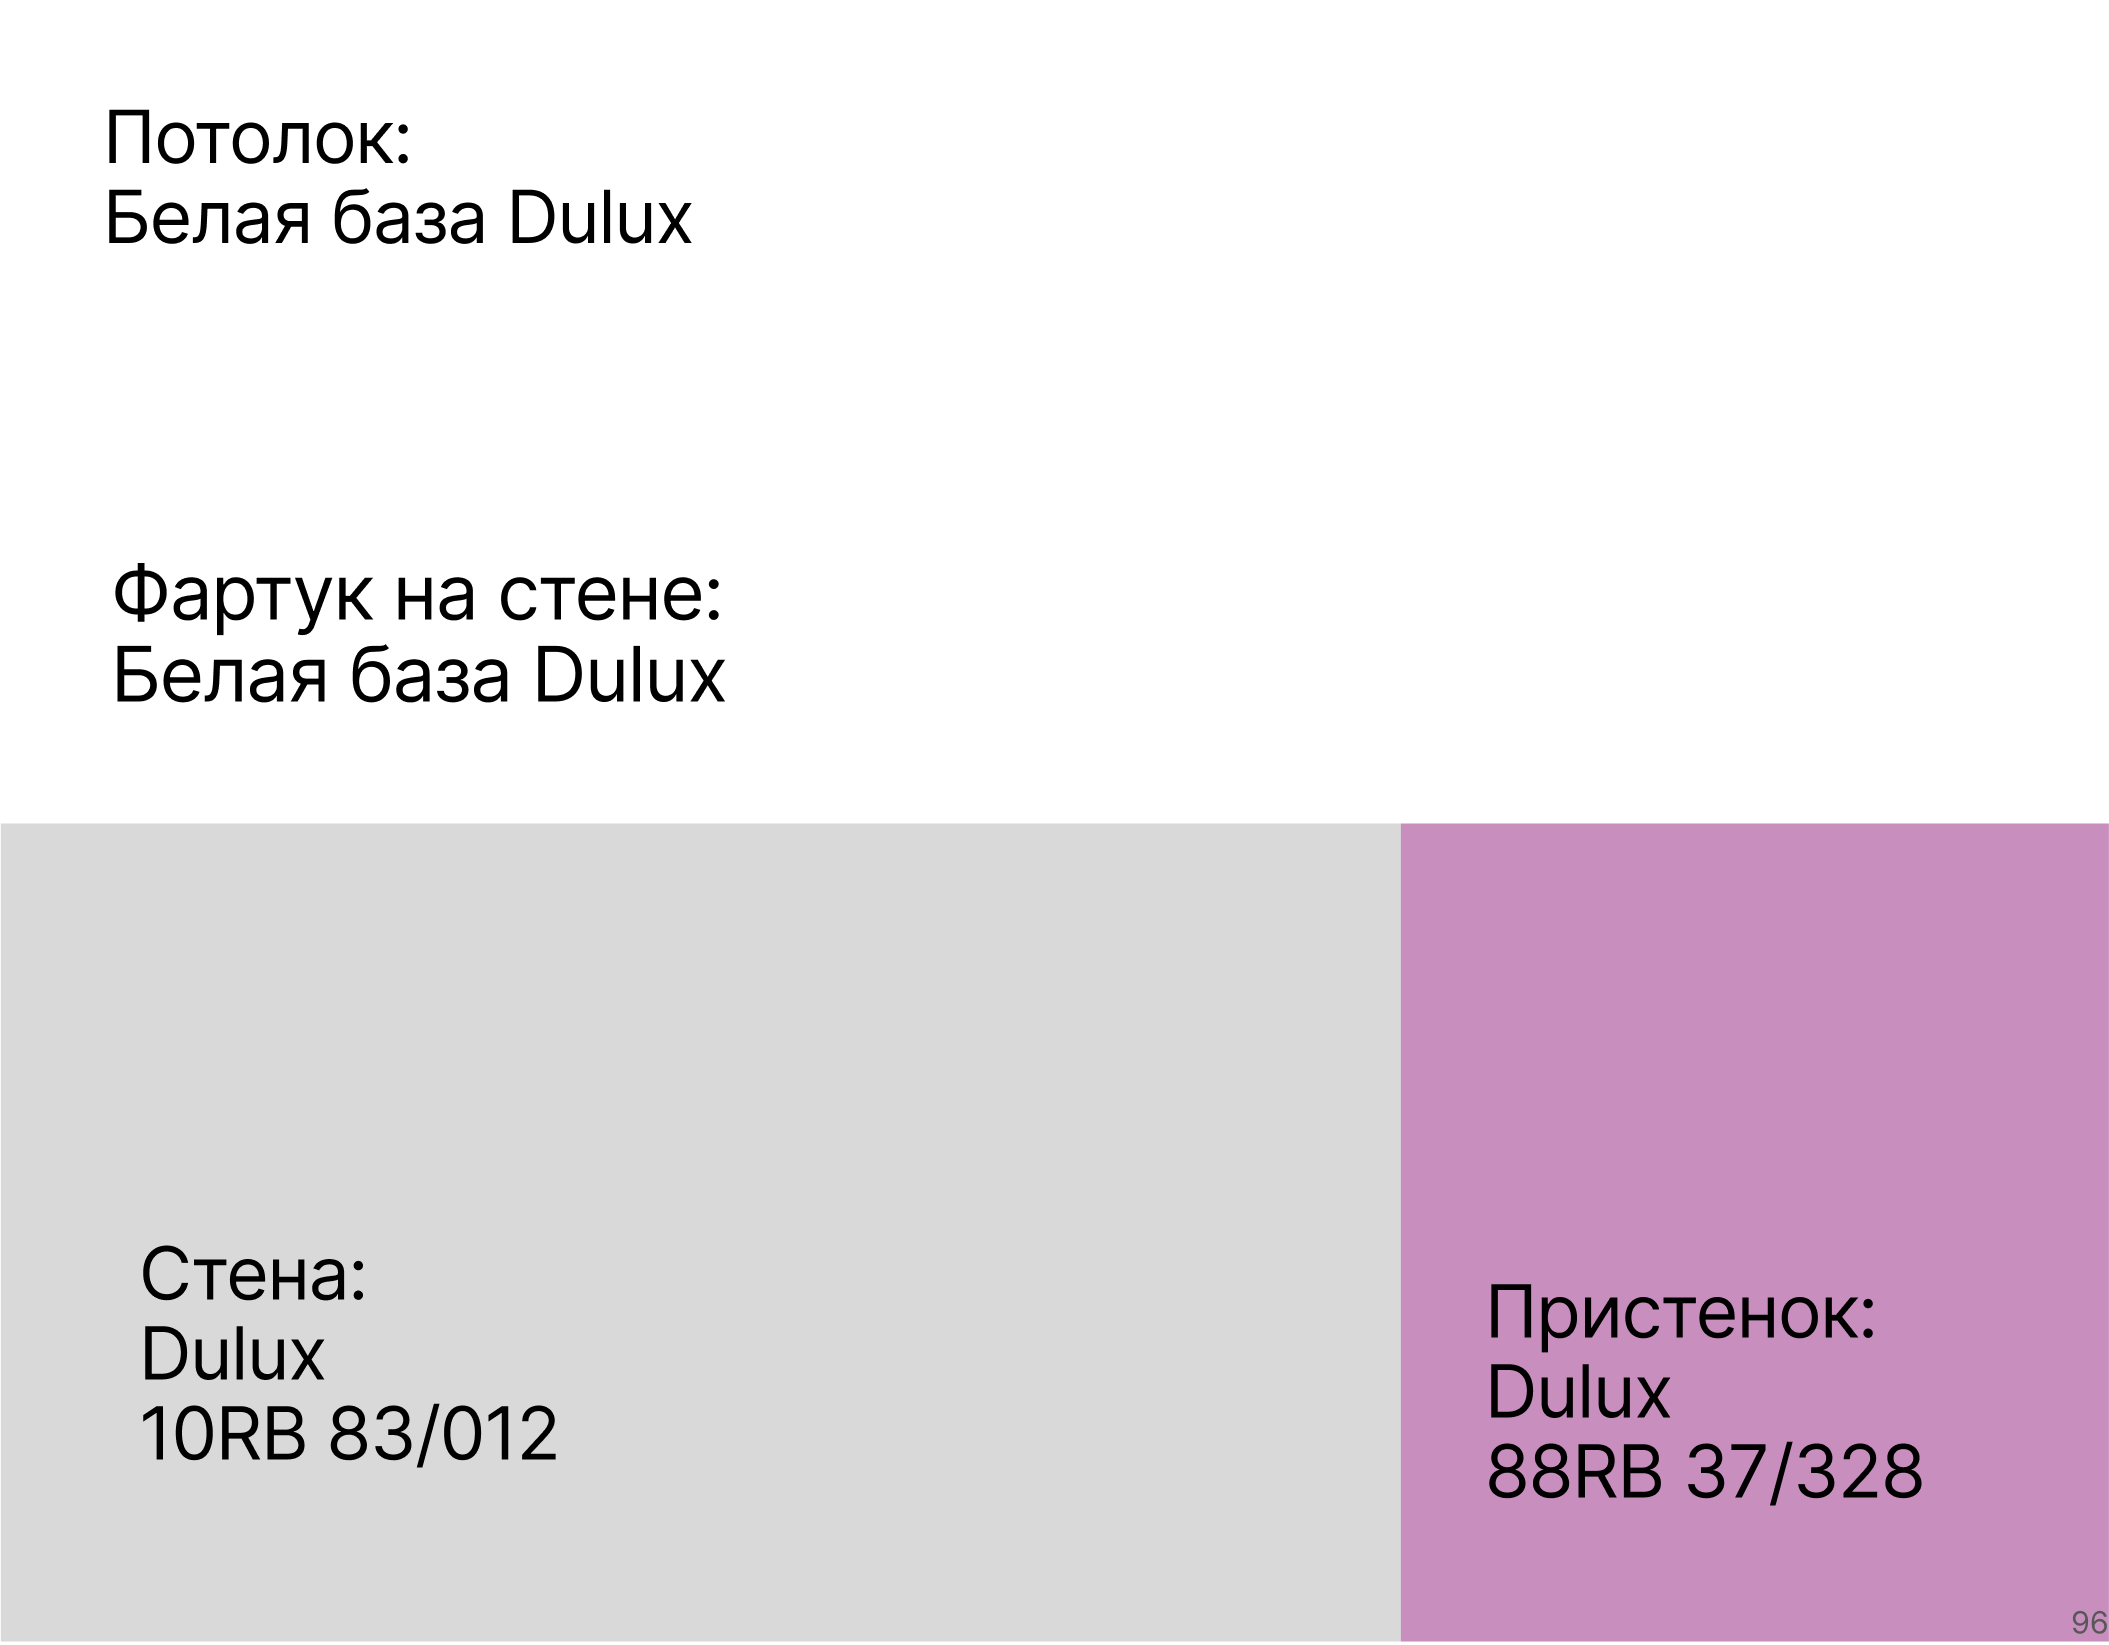 Потолок:
Белая база Dulux
Фартук на стене:
Белая база Dulux
Стена:
Dulux
10RB 83/012
Пристенок:
Dulux
88RB 37/328
96